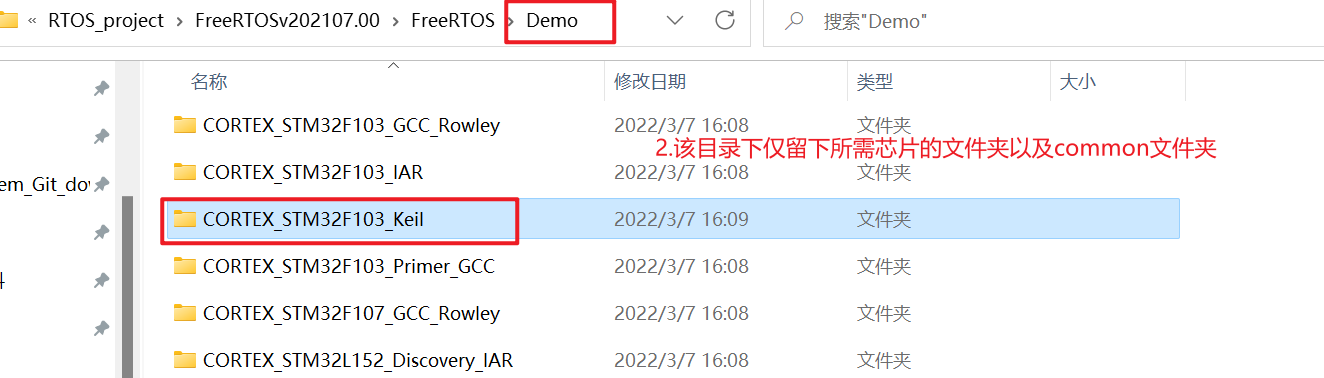 « RTOS_project > FreeRTOSv202107.00 > FreeRTOS > Demo 搜索"Demo"
名称 修改日期 类型 大小
CORTEX_STM32F103_GCC_Rowley 2022/3/7 16:08 文件夹
2.该目录下仅留下所需芯片的文件夹以及common文件夹
CORTEX_STM32F103_IAR 2022/3/7 16:08 文件夹
em_Git_dov
CORTEX_STM32F103_Keil 2022/3/7 16:09 文件夹
CORTEX_STM32F103_Primer_GCC 2022/3/7 16:08 文件夹
CORTEX_STM32F107_GCC_Rowley 2022/3/7 16:08 文件夹
CORTEX_STM32L152_Discovery_IAR 2022/3/7 16:08 文件夹